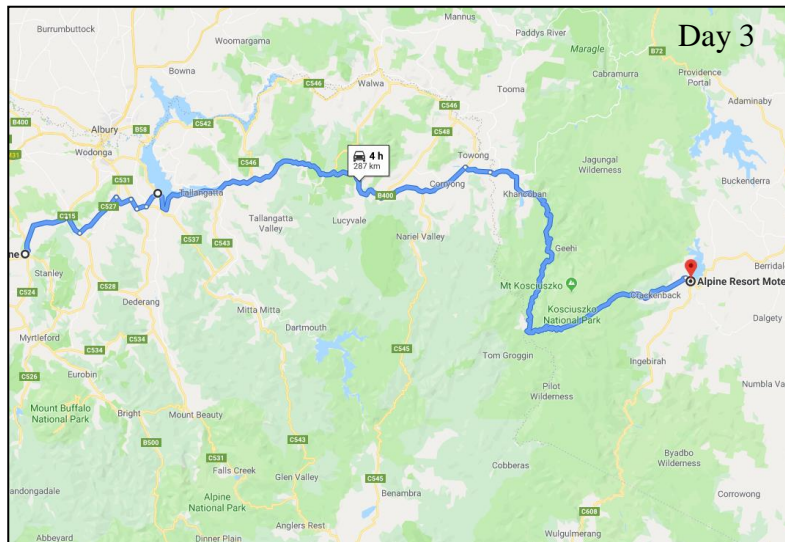 Day 3
Burrumbuttock
Mannus
Paddys River
Maragle
B72
Woomargama
C546
Cabramurra
Providence
Portal
Bowna
Walwa
Tooma
C546
Adaminaby
B400
Albury
B58
C542
C546
C548
Wodonga
4 h
287 km
Jagungal
Wilderness
C531
C546
Towong
Buckenderra
Tallangatta
Corryong
Khancoban
B400
C315
C527
Tallangatta
Valley
Lucyvale
Nariel Valley
Geehi
C537
C543
Berridale
Stanley
Mt Kosciuszko
Alpine Resort Mote
C528
C524
Dederang
Mitta Mitta
Kosciuszko
National Park
Crackenback
Dalgety
Myrtleford
C534
Dartmouth
C534
C545
Tom Groggin
Ingebirah
C526
Eurobin
Pilot
Wilderness
Numbla Va
Mount Buffalo
National Park
Bright
Mount Beauty
B500
C543
Byadbo
Wilderness
C531
Falls Creek
Glen Valley
Cobberas
C545
andongadale
Alpine
National Park
Benambra
Corrowong
C608
Anglers Rest
Wulgulmerang
Abbeyard
Dinner Plain